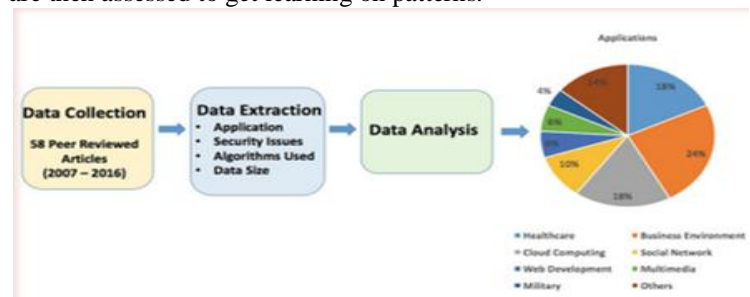 are then assessed to get learning on patterns.
Data Collection
58 Peer Reviewed
Articles
(2007 – 2016)
Data Extraction
• Application
• Security Issues
• Algorithms Used
• Data Size
Data Analysis
Applications
18%
24%
18%
10%
6%
4%
14%
Healthcare
Business Environment
Cloud Computing
Social Network
Web Development
Multimedia
Military
Others